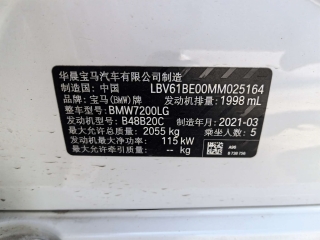 华晨宝马汽车有限公司制造
制造国: 中国 LBV61BE00MM025164
品牌: 宝马(BMW)牌 发动机排量: 1998 mL
整车型号: BMW7200LG
发动机型号: B48B20C 制造年月: 2021-03
最大允许总质量: 2055 kg 乘坐人数: 5
发动机最大净功率: 115 kW
最大允许牵引质量: -- kg